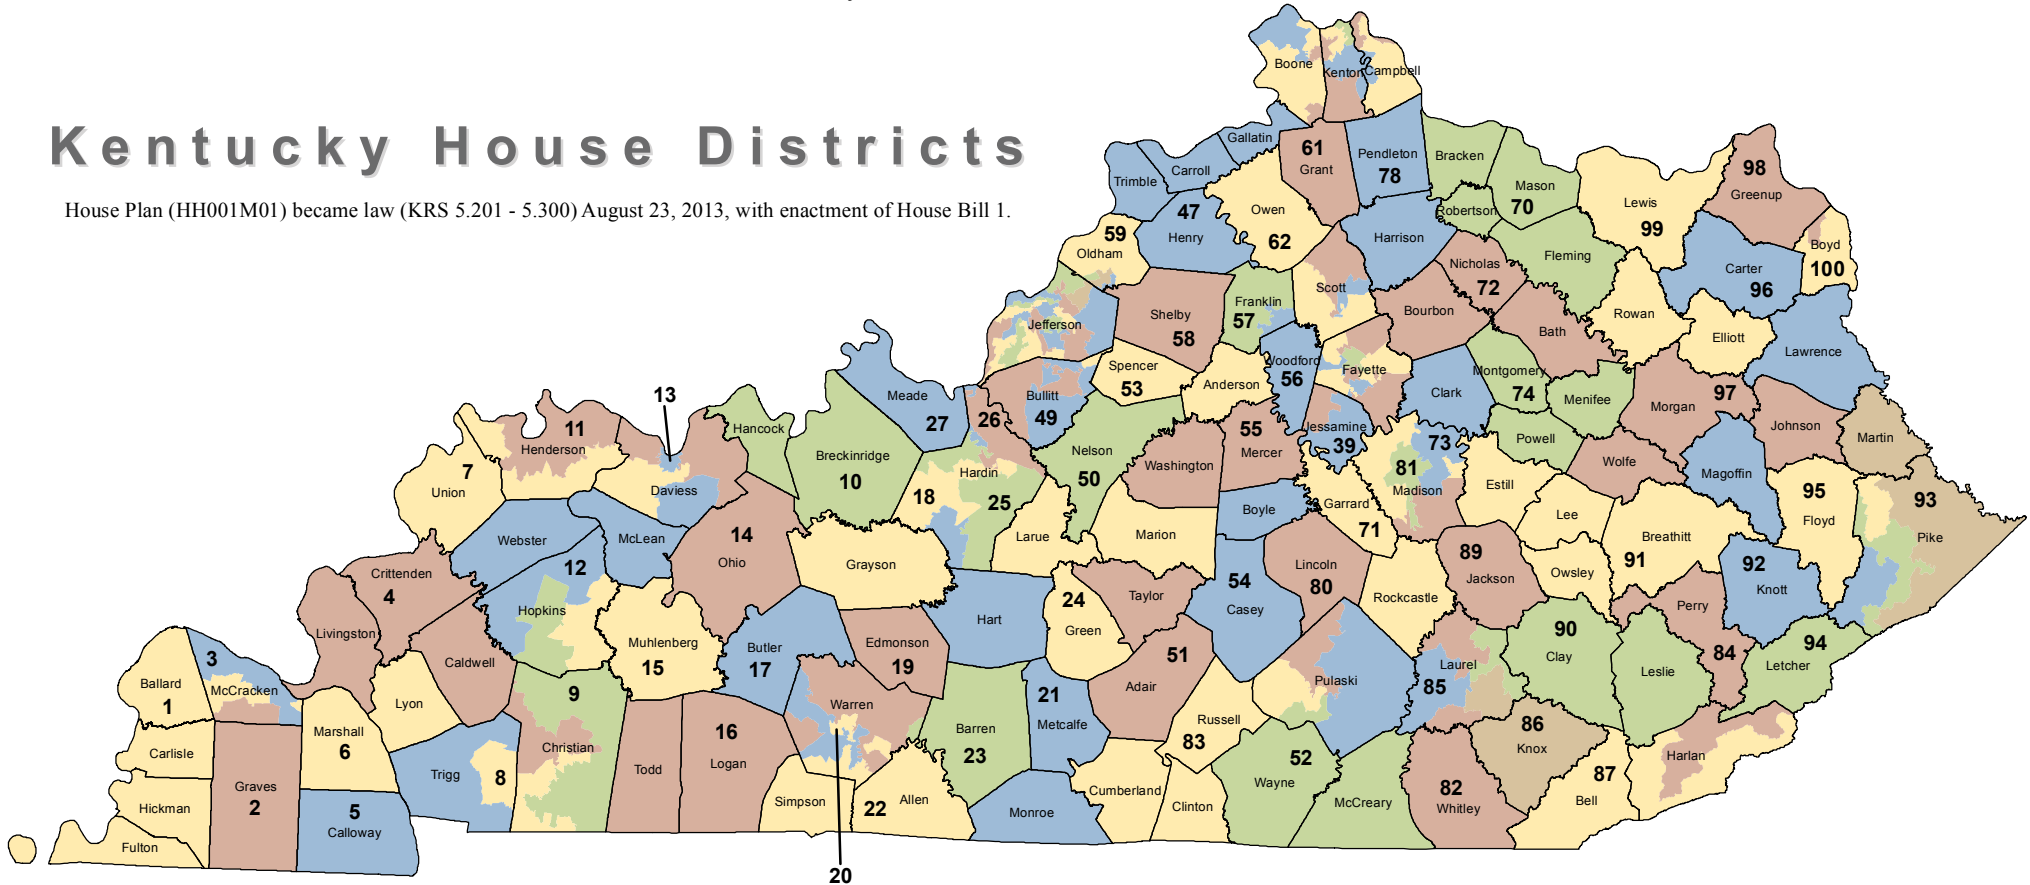 Kentucky House Districts
House Plan (HH001M01) became law (KRS 5.201 - 5.300) August 23, 2013, with enactment of House Bill 1.
Boone
Kenton
Campbell
Gallatin
Carroll
Trimble
61
Grant
Pendleton
78
Bracken
Mason
70
Robertson
Lewis
99
98
Greenup
47
Henry
Owen
62
Harrison
59
Oldham
Nicholas
72
Fleming
Boyd
100
Carter
96
Jefferson
Shelby
58
Franklin
57
Scott
Bourbon
Bath
Rowan
Elliott
Lawrence
Spencer
53
Anderson
Woodford
56
Fayette
Clark
Montgomery
74
Menifee
Morgan
97
Johnson
Martin
Meade
27
26
Bullitt
49
13
11
Henderson
Hancock
Breckinridge
10
7
Union
Daviess
Hardin
18
25
Nelson
50
Washington
55
Mercer
Jessamine
39
73
81
Madison
Powell
Estill
Wolfe
Magoffin
95
Floyd
93
Pike
Webster
McLean
14
Ohio
Grayson
Larue
Marion
Boyle
Garrard
71
Lee
Breathitt
91
Owsley
92
Knott
Crittenden
4
12
Hopkins
Livingston
Muhlenberg
15
Butler
17
Edmonson
19
Hart
24
Green
Taylor
54
Casey
Lincoln
80
Rockcastle
89
Jackson
Perry
84
90
Clay
Leslie
94
Letcher
3
McCracken
Ballard
1
Caldwell
Lyon
9
Christian
Warren
Barren
23
21
Metcalfe
51
Adair
Russell
83
Pulaski
Laurel
85
86
Knox
Harlan
Carlisle
Marshall
6
Graves
2
Trigg
8
Todd
16
Logan
Simpson
22
Allen
Monroe
Cumberland
Clinton
52
Wayne
McCreary
82
Whitley
87
Bell
Hickman
Fulton
5
Calloway
20